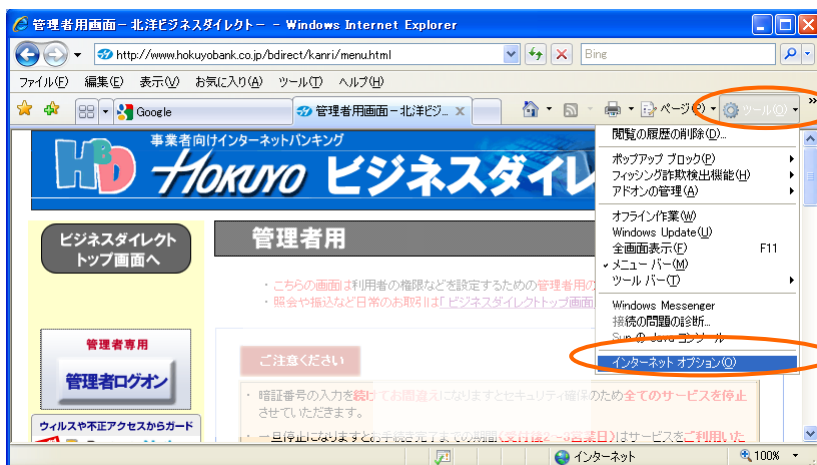 管理者用画面－北洋ビジネスダイレクト－ - Windows Internet Explorer
http://www.hokuyobank.co.jp/bdirect/kanri/menu.html
Bing
ファイル(F) 編集(E) 表示(V) お気に入り(A) ツール(T) ヘルプ(H)
Google
管理者用画面－北洋ビジ...
ページ(P)
ツール(O)
»
事業者向けインターネットバンキング
HBD HOKUYO ビジネスダイレ
閲覧の履歴の削除(D)...
ポップアップ ブロック(P)
フィッシング詐欺検出機能(H)
アドオンの管理(A)
オフライン作業(W)
Windows Update(U)
全画面表示(F) F11
メニュー バー(M)
ツール バー(T)
Windows Messenger
接続の問題の診断...
Sun の Java コンソール
インターネット オプション(O)
ビジネスダイレクト
トップ画面へ
管理者用
・こちらの画面は利用者の権限などを設定するための管理者用の
・照会や振込など日常のお取引は「ビジネスダイレクトトップ画面
管理者専用
管理者ログオン
ウィルスや不正アクセスからガード
ご注意ください
・暗証番号の入力を続けてお間違えになりますとセキュリティ確保のため全てのサービスを停止
させていただきます。
・一旦停止になりますとお手続き完了までの期間(受付後2～3営業日)はサービスをご利用いた
インターネット
100%